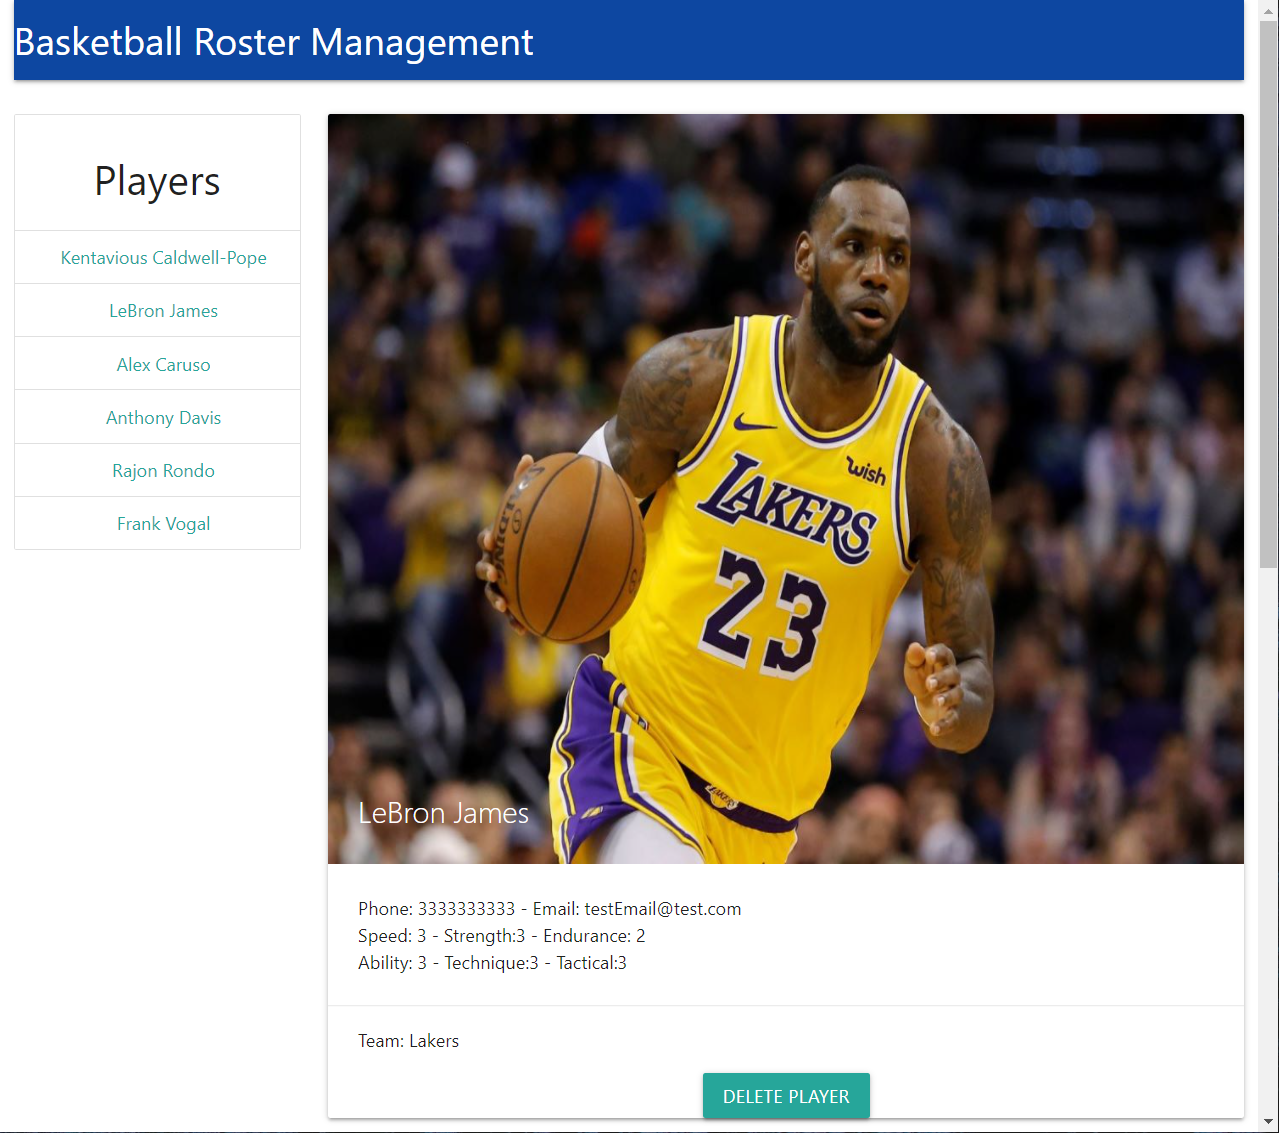 Basketball Roster Management
Players
Kentavious Caldwell-Pope
LeBron James
Alex Caruso
Anthony Davis
Rajon Rondo
Frank Vogal
wish
LAKERS
23
LeBron James
Phone: 3333333333 - Email: testEmail@test.com
Speed: 3 - Strength:3 - Endurance: 2
Ability: 3 - Technique:3 - Tactical:3
Team: Lakers
DELETE PLAYER